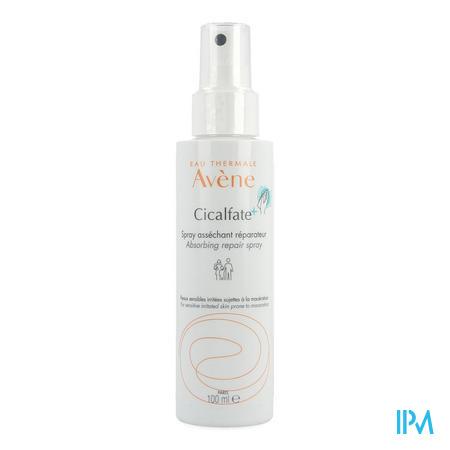 EAU THERMALE
Avène
Cicalfate+
Spray asséchant réparateur
Absorbing repair spray
Peaux sensibles irritées sujettes à la macération
For sensitive irritated skin prone to maceration
PARIS
100 ml e
IPM